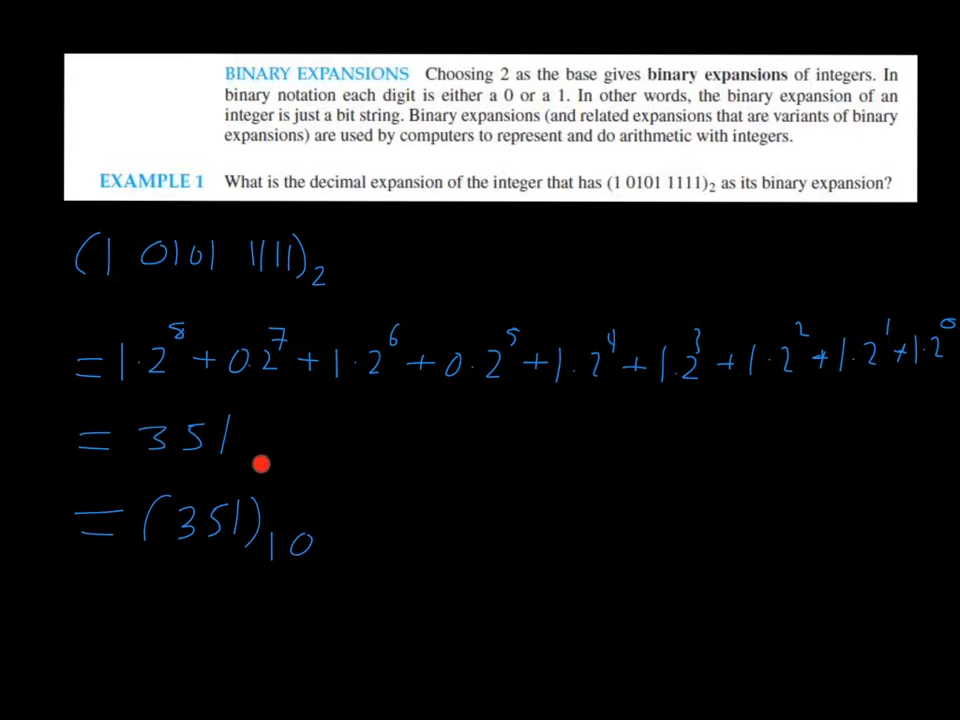 BINARY EXPANSIONS Choosing 2 as the base gives binary expansions of integers. In
binary notation each digit is either a 0 or a 1. In other words, the binary expansion of an
integer is just a bit string. Binary expansions (and related expansions that are variants of binary
expansions) are used by computers to represent and do arithmetic with integers.
EXAMPLE 1 What is the decimal expansion of the integer that has (1 0101 1111)₂ as its binary expansion?
(1 0101 1111)₂
= 1·2⁸ + 0·2⁷ + 1·2⁶ + 0·2⁵ + 1·2⁴ + 1·2³ + 1·2² + 1·2¹ + 1·2⁰
= 351
= (351)₁₀